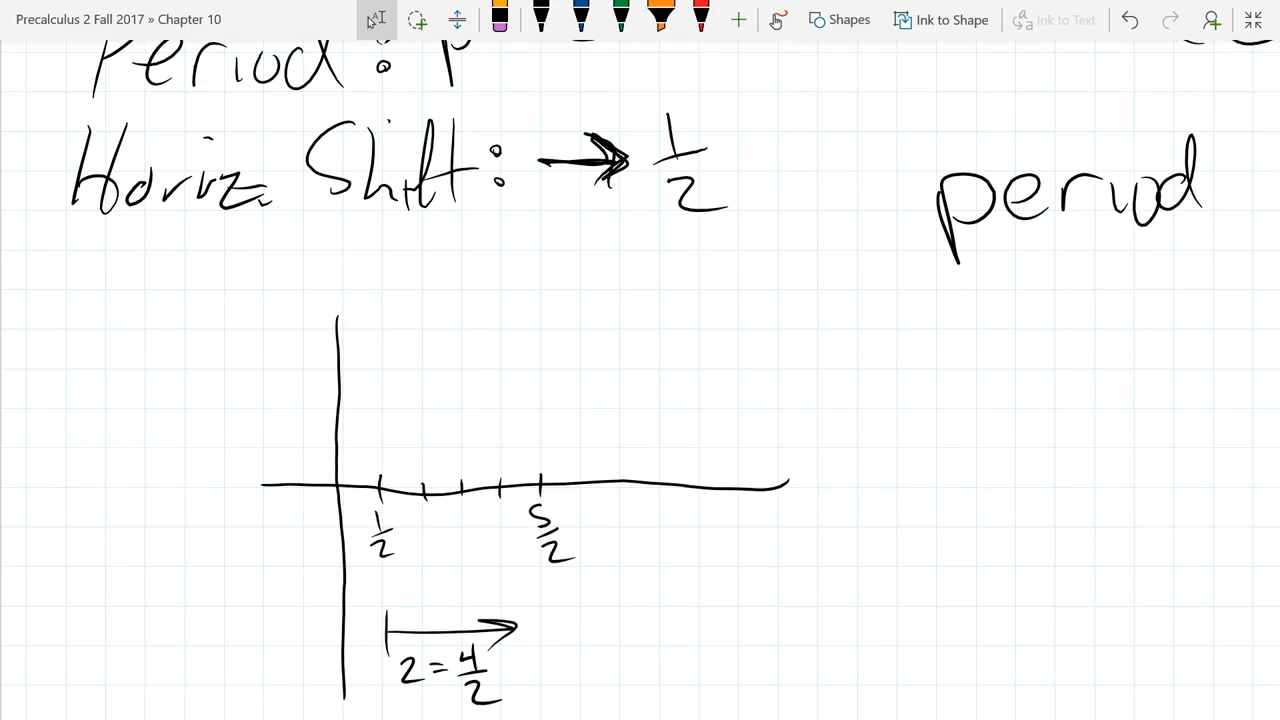 Precalculus 2 Fall 2017 » Chapter 10
Shapes
Ink to Shape
Ink to Text
Period: p
Horiz. Shift: → 1/2
period
1/2
5/2
2 = 4/2